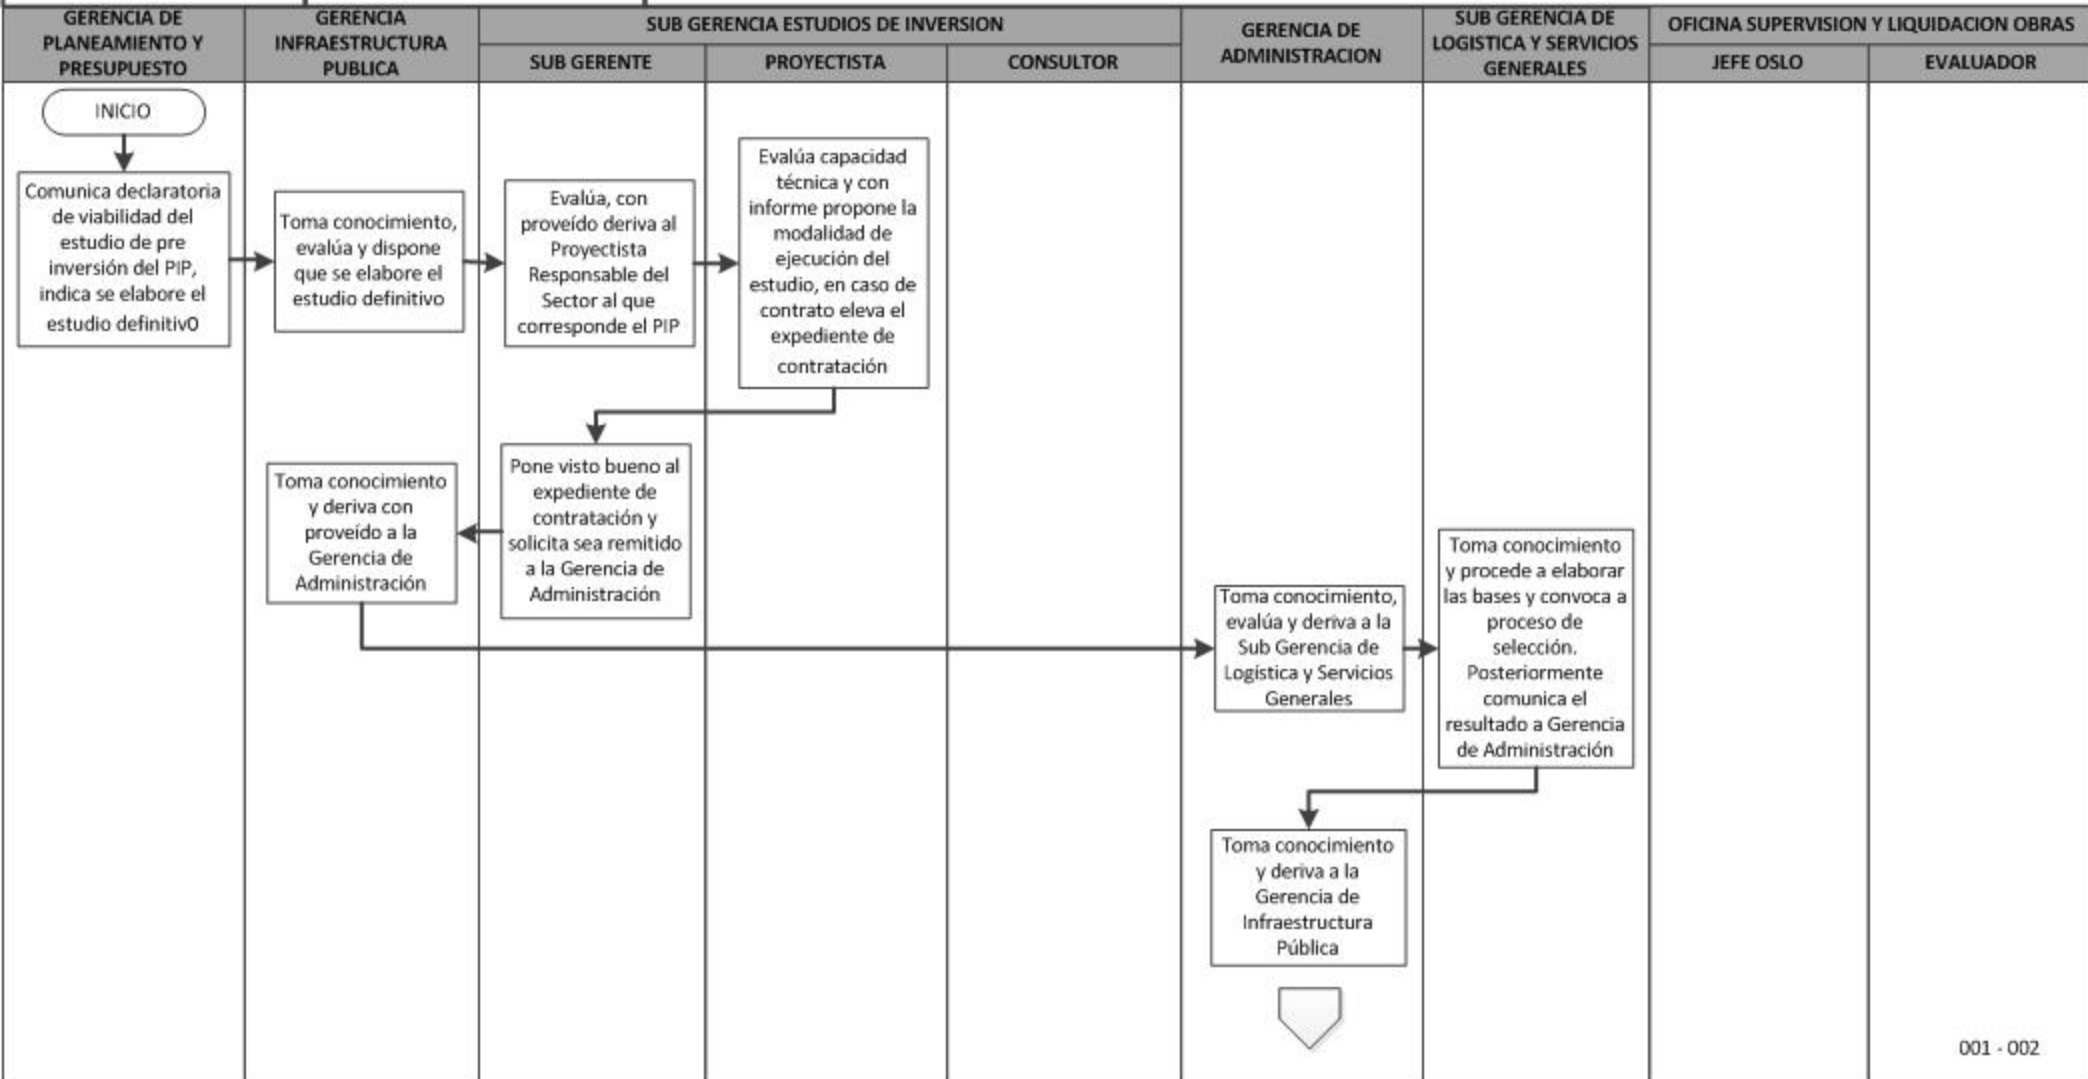 GERENCIA DE
PLANEAMIENTO Y
PRESUPUESTO
GERENCIA
INFRAESTRUCTURA
PUBLICA
SUB GERENCIA ESTUDIOS DE INVERSION
SUB GERENTE
PROYECTISTA
CONSULTOR
GERENCIA DE
ADMINISTRACION
SUB GERENCIA DE
LOGISTICA Y SERVICIOS
GENERALES
OFICINA SUPERVISION Y LIQUIDACION OBRAS
JEFE OSLO
EVALUADOR
INICIO
Comunica declaratoria
de viabilidad del
estudio de pre
inversión del PIP,
indica se elabore el
estudio definitivO
Toma conocimiento,
evalúa y dispone
que se elabore el
estudio definitivo
Evalúa, con
proveído deriva al
Proyectista
Responsable del
Sector al que
corresponde el PIP
Evalúa capacidad
técnica y con
informe propone la
modalidad de
ejecución del
estudio, en caso de
contrato eleva el
expediente de
contratación
Pone visto bueno al
expediente de
contratación y
solicita sea remitido
a la Gerencia de
Administración
Toma conocimiento
y deriva con
proveído a la
Gerencia de
Administración
Toma conocimiento,
evalúa y deriva a la
Sub Gerencia de
Logística y Servicios
Generales
Toma conocimiento
y procede a elaborar
las bases y convoca a
proceso de
selección.
Posteriormente
comunica el
resultado a Gerencia
de Administración
Toma conocimiento
y deriva a la
Gerencia de
Infraestructura
Pública
001 - 002